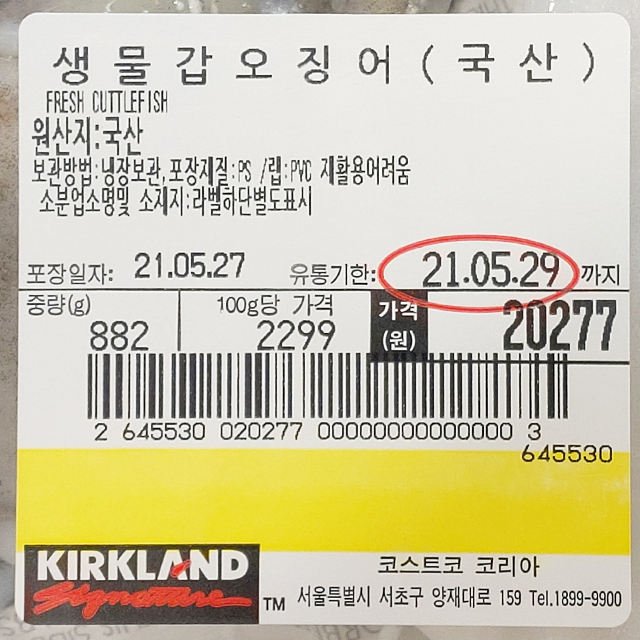 생물갑오징어(국산)
FRESH CUTTLEFISH
원산지:국산
보관방법:냉장보관,포장재질:PS /립:PVC 재활용어려움
소분업소명및 소재지:라벨하단별도표시
포장일자: 21.05.27 유통기한: 21.05.29 까지
중량(g) 100g당 가격 가격(원)
882 2299 20277
2 645530 020277 00000000000000 3
645530
KIRKLAND
Signature TM
코스트코 코리아
서울특별시 서초구 양재대로 159 Tel.1899-9900